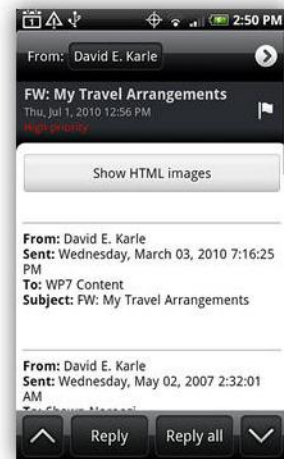 2:50 PM
From: David E. Karle
FW: My Travel Arrangements
Thu, Jul 1, 2010 12:56 PM
High priority
Show HTML images
From: David E. Karle
Sent: Wednesday, March 03, 2010 7:16:25
PM
To: WP7 Content
Subject: FW: My Travel Arrangements
From: David E. Karle
Sent: Wednesday, May 02, 2007 2:32:01
AM
To: Shawn
Reply
Reply all